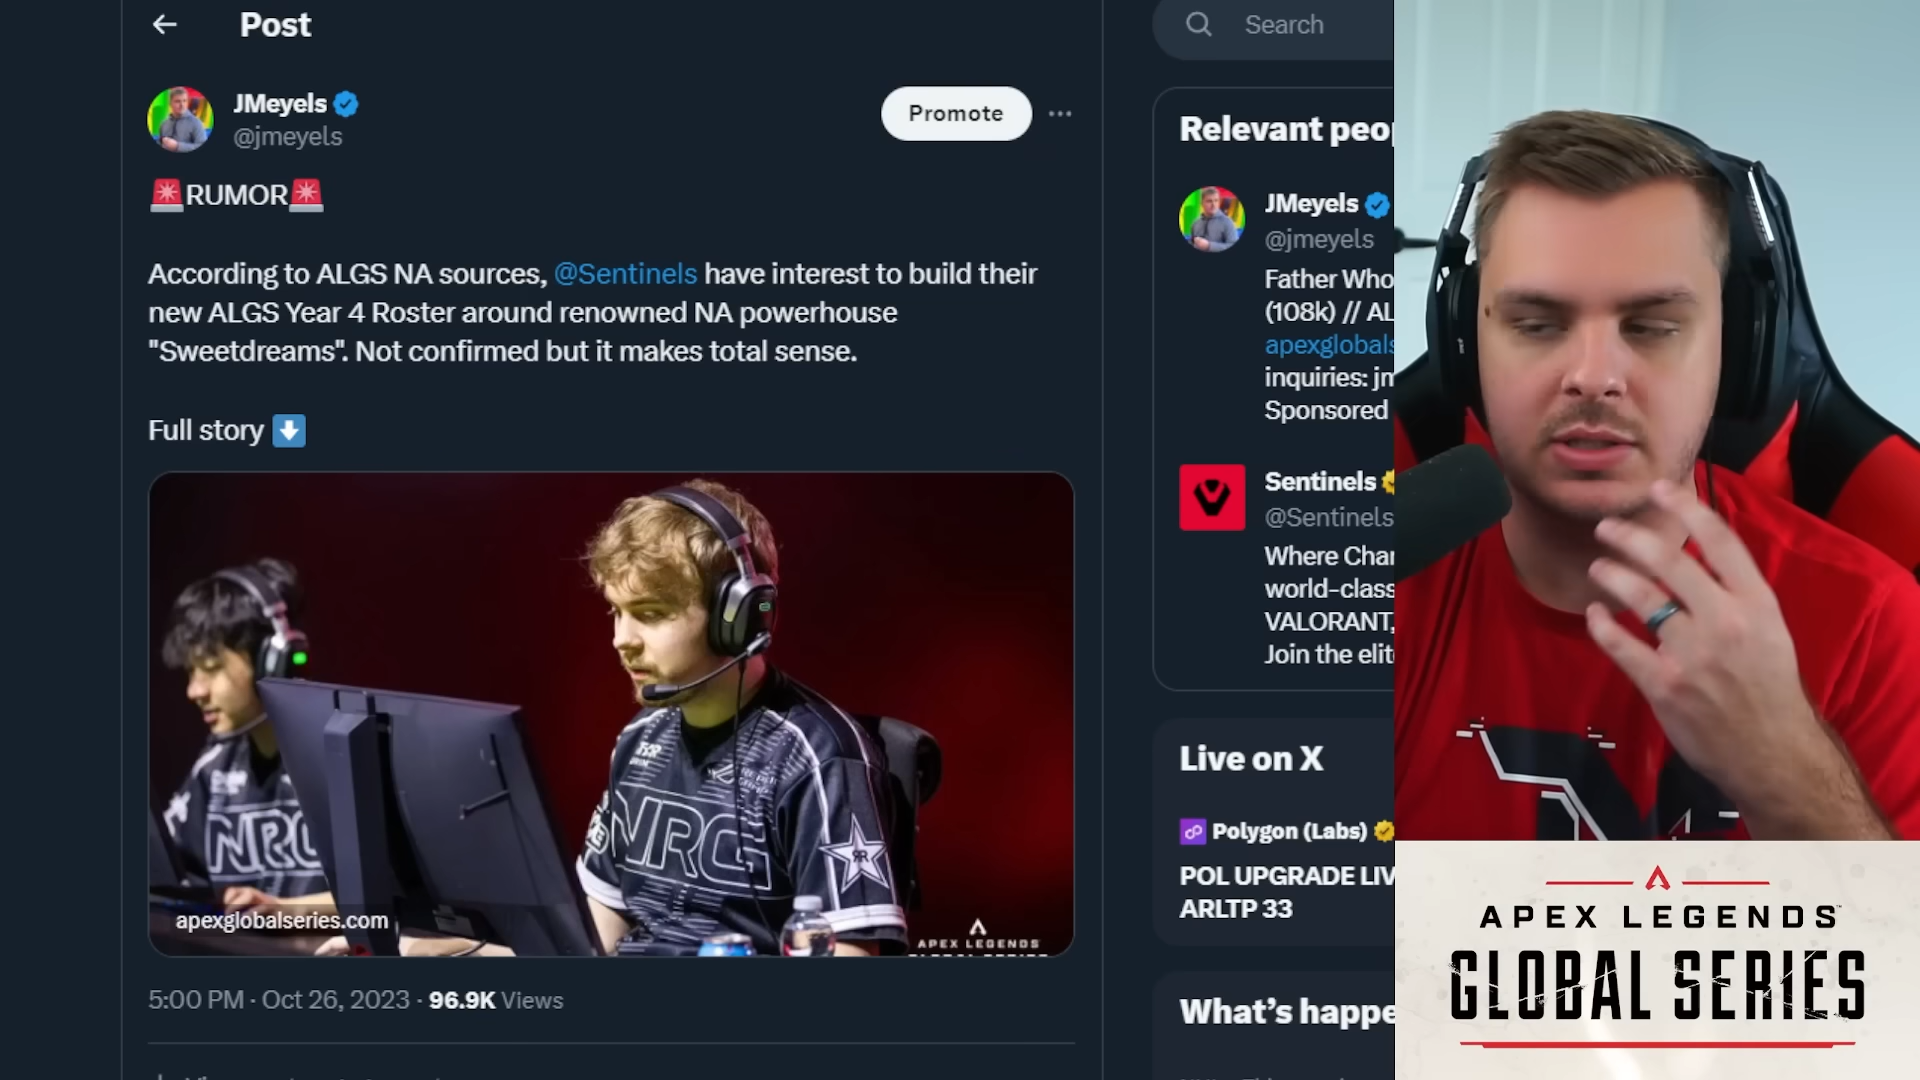 Post
Search
JMeyels
@jmeyels
Promote
🚨RUMOR🚨
According to ALGS NA sources, @Sentinels have interest to build their
new ALGS Year 4 Roster around renowned NA powerhouse
"Sweetdreams". Not confirmed but it makes total sense.
Full story ⬇️
NRG
NRG
apexglobalseries.com
APEX LEGENDS
5:00 PM · Oct 26, 2023 · 96.9K Views
Relevant peop
JMeyels
@jmeyels
Father Who
(108k) // AL
apexglobals
inquiries: jm
Sponsored
Sentinels
@Sentinels
Where Char
world-class
VALORANT,
Join the elit
Live on X
Polygon (Labs)
POL UPGRADE LIV
ARLTP 33
What's happe
APEX LEGENDS™
GLOBAL SERIES